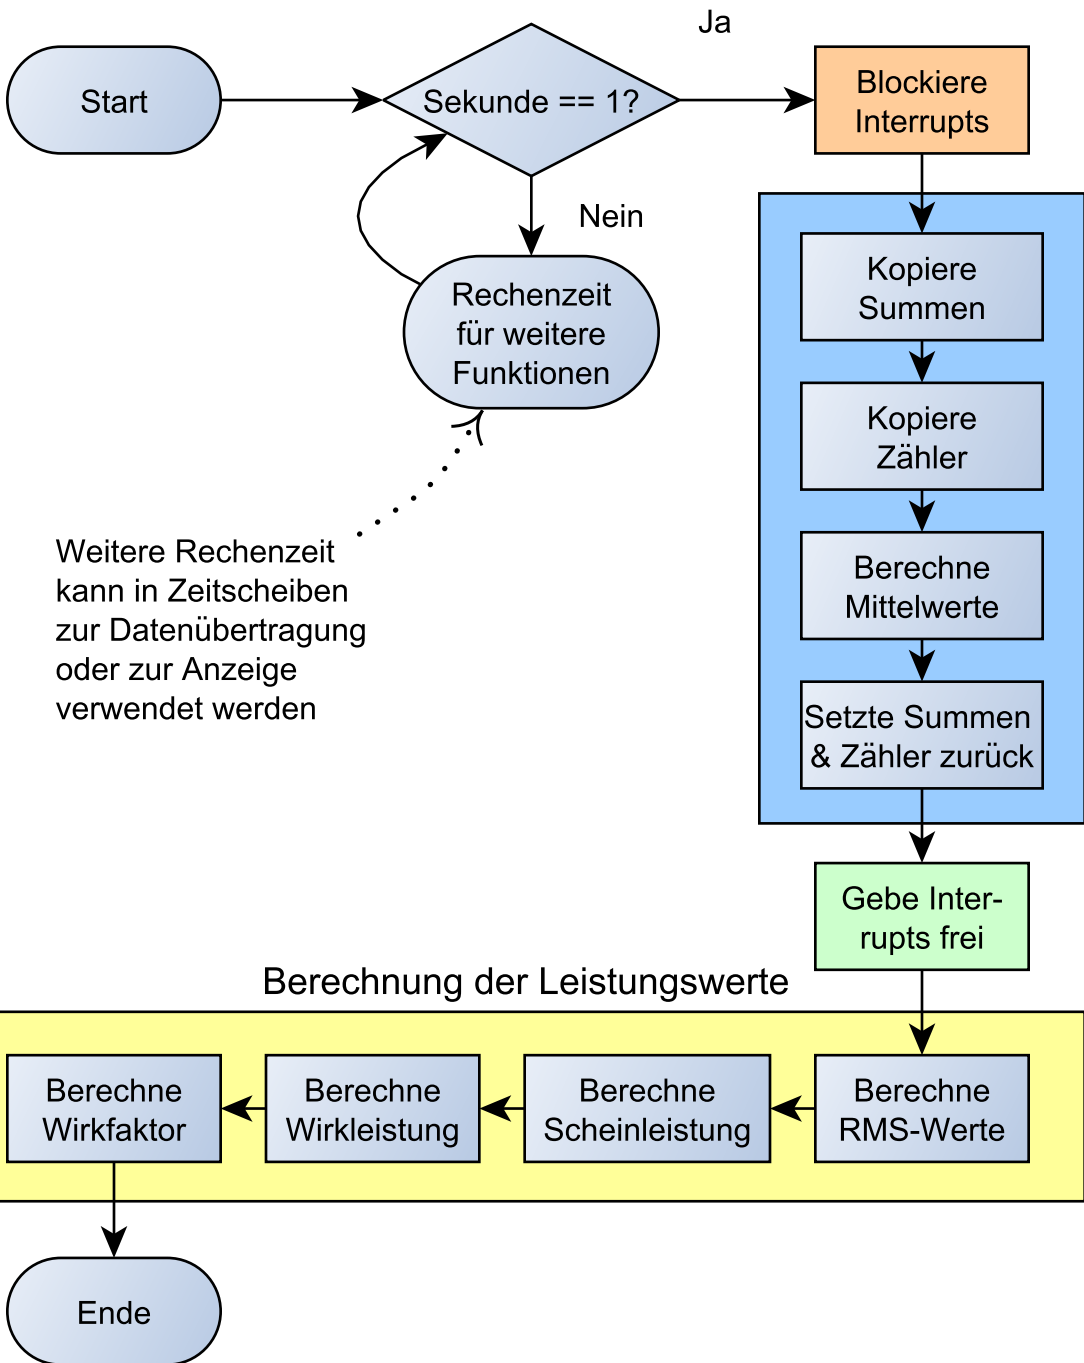 Ja
Start
Sekunde == 1?
Blockiere
Interrupts
Nein
Rechenzeit
für weitere
Funktionen
Weitere Rechenzeit
kann in Zeitscheiben
zur Datenübertragung
oder zur Anzeige
verwendet werden
Kopiere
Summen
Kopiere
Zähler
Berechne
Mittelwerte
Setzte Summen
& Zähler zurück
Gebe Inter-
rupts frei
Berechnung der Leistungswerte
Berechne
RMS-Werte
Berechne
Scheinleistung
Berechne
Wirkleistung
Berechne
Wirkfaktor
Ende